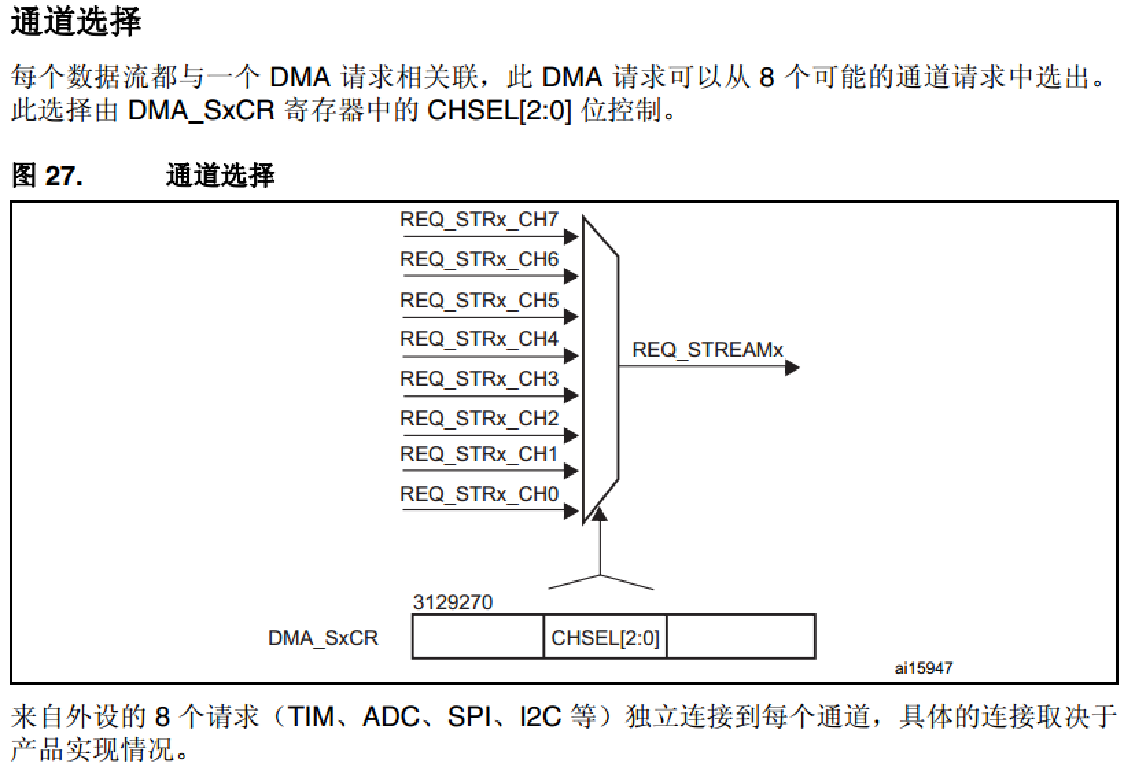 通道选择
每个数据流都与一个 DMA 请求相关联，此 DMA 请求可以从 8 个可能的通道请求中选出。
此选择由 DMA_SxCR 寄存器中的 CHSEL[2:0] 位控制。
图 27. 通道选择
REQ_STRx_CH7
REQ_STRx_CH6
REQ_STRx_CH5
REQ_STRx_CH4
REQ_STREAMx
REQ_STRx_CH3
REQ_STRx_CH2
REQ_STRx_CH1
REQ_STRx_CH0
3129270
DMA_SxCR CHSEL[2:0]
ai15947
来自外设的 8 个请求（TIM、ADC、SPI、I2C 等）独立连接到每个通道，具体的连接取决于
产品实现情况。